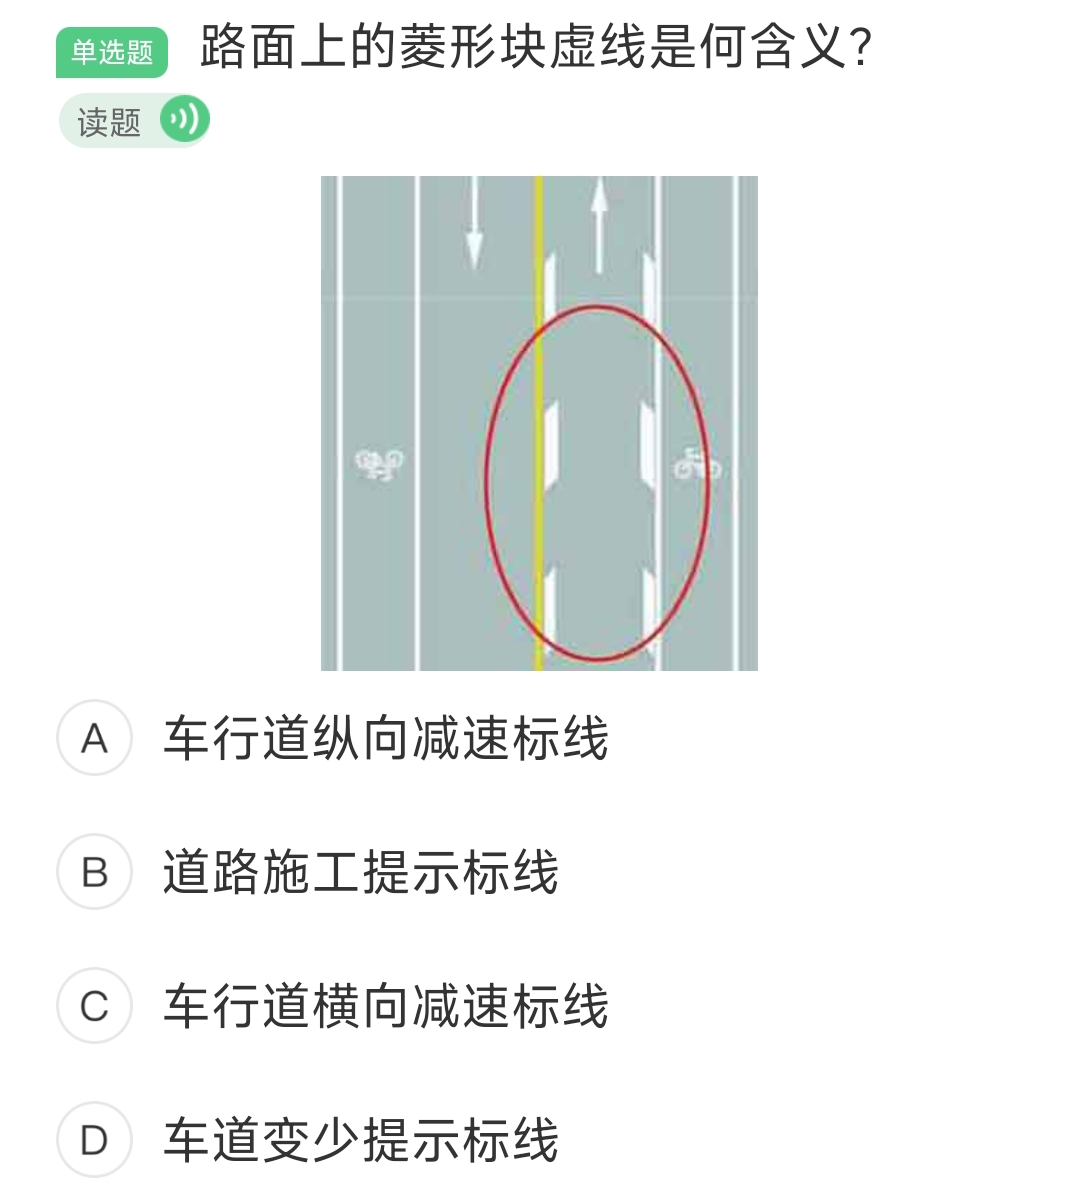 单选题 路面上的菱形块虚线是何含义？
读题
A 车行道纵向减速标线
B 道路施工提示标线
C 车行道横向减速标线
D 车道变少提示标线